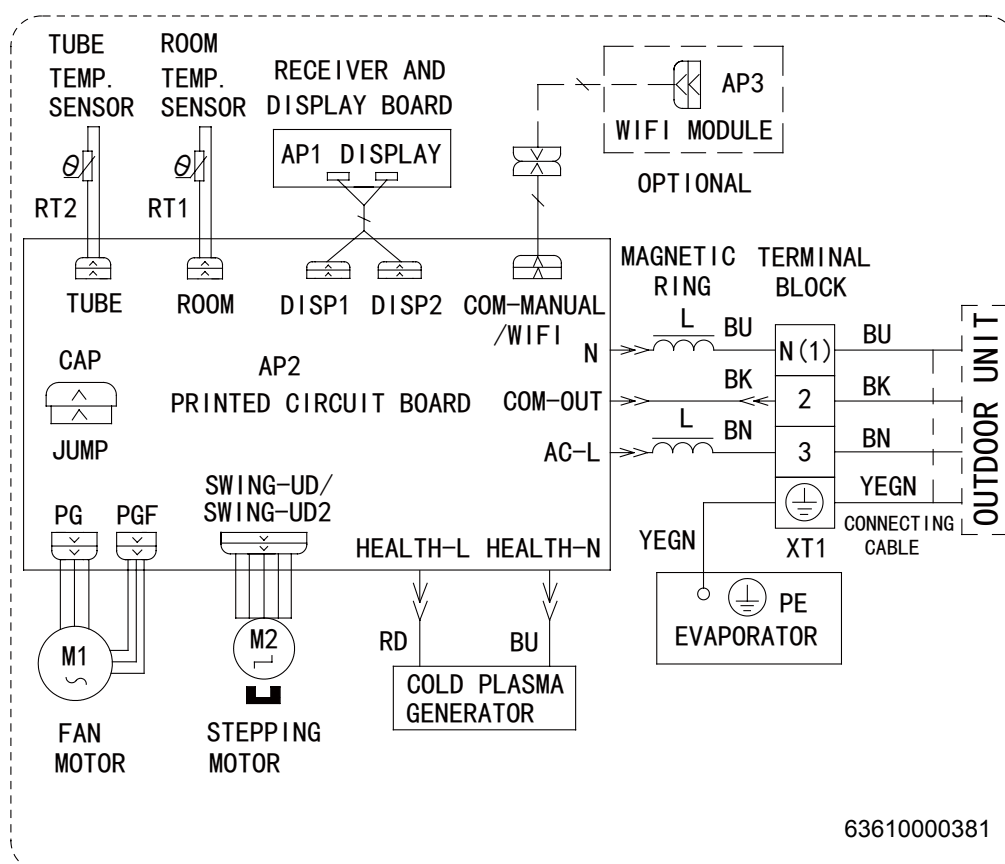 TUBE
TEMP.
SENSOR
ROOM
TEMP.
SENSOR
RECEIVER AND
DISPLAY BOARD
AP1 DISPLAY
AP3
WIFI MODULE
OPTIONAL
θ
RT2
θ
RT1
TUBE
ROOM
DISP1
DISP2
COM-MANUAL
/WIFI
MAGNETIC
RING
TERMINAL
BLOCK
N
L
BU
N(1)
BU
CAP
JUMP
AP2
PRINTED CIRCUIT BOARD
COM-OUT
BK
2
BK
AC-L
L
BN
3
BN
YEGN
OUTDOOR UNIT
CONNECTING
CABLE
XT1
YEGN
PE
EVAPORATOR
PG
PGF
SWING-UD/
SWING-UD2
HEALTH-L
HEALTH-N
M1
M2
RD
BU
COLD PLASMA
GENERATOR
FAN
MOTOR
STEPPING
MOTOR
63610000381